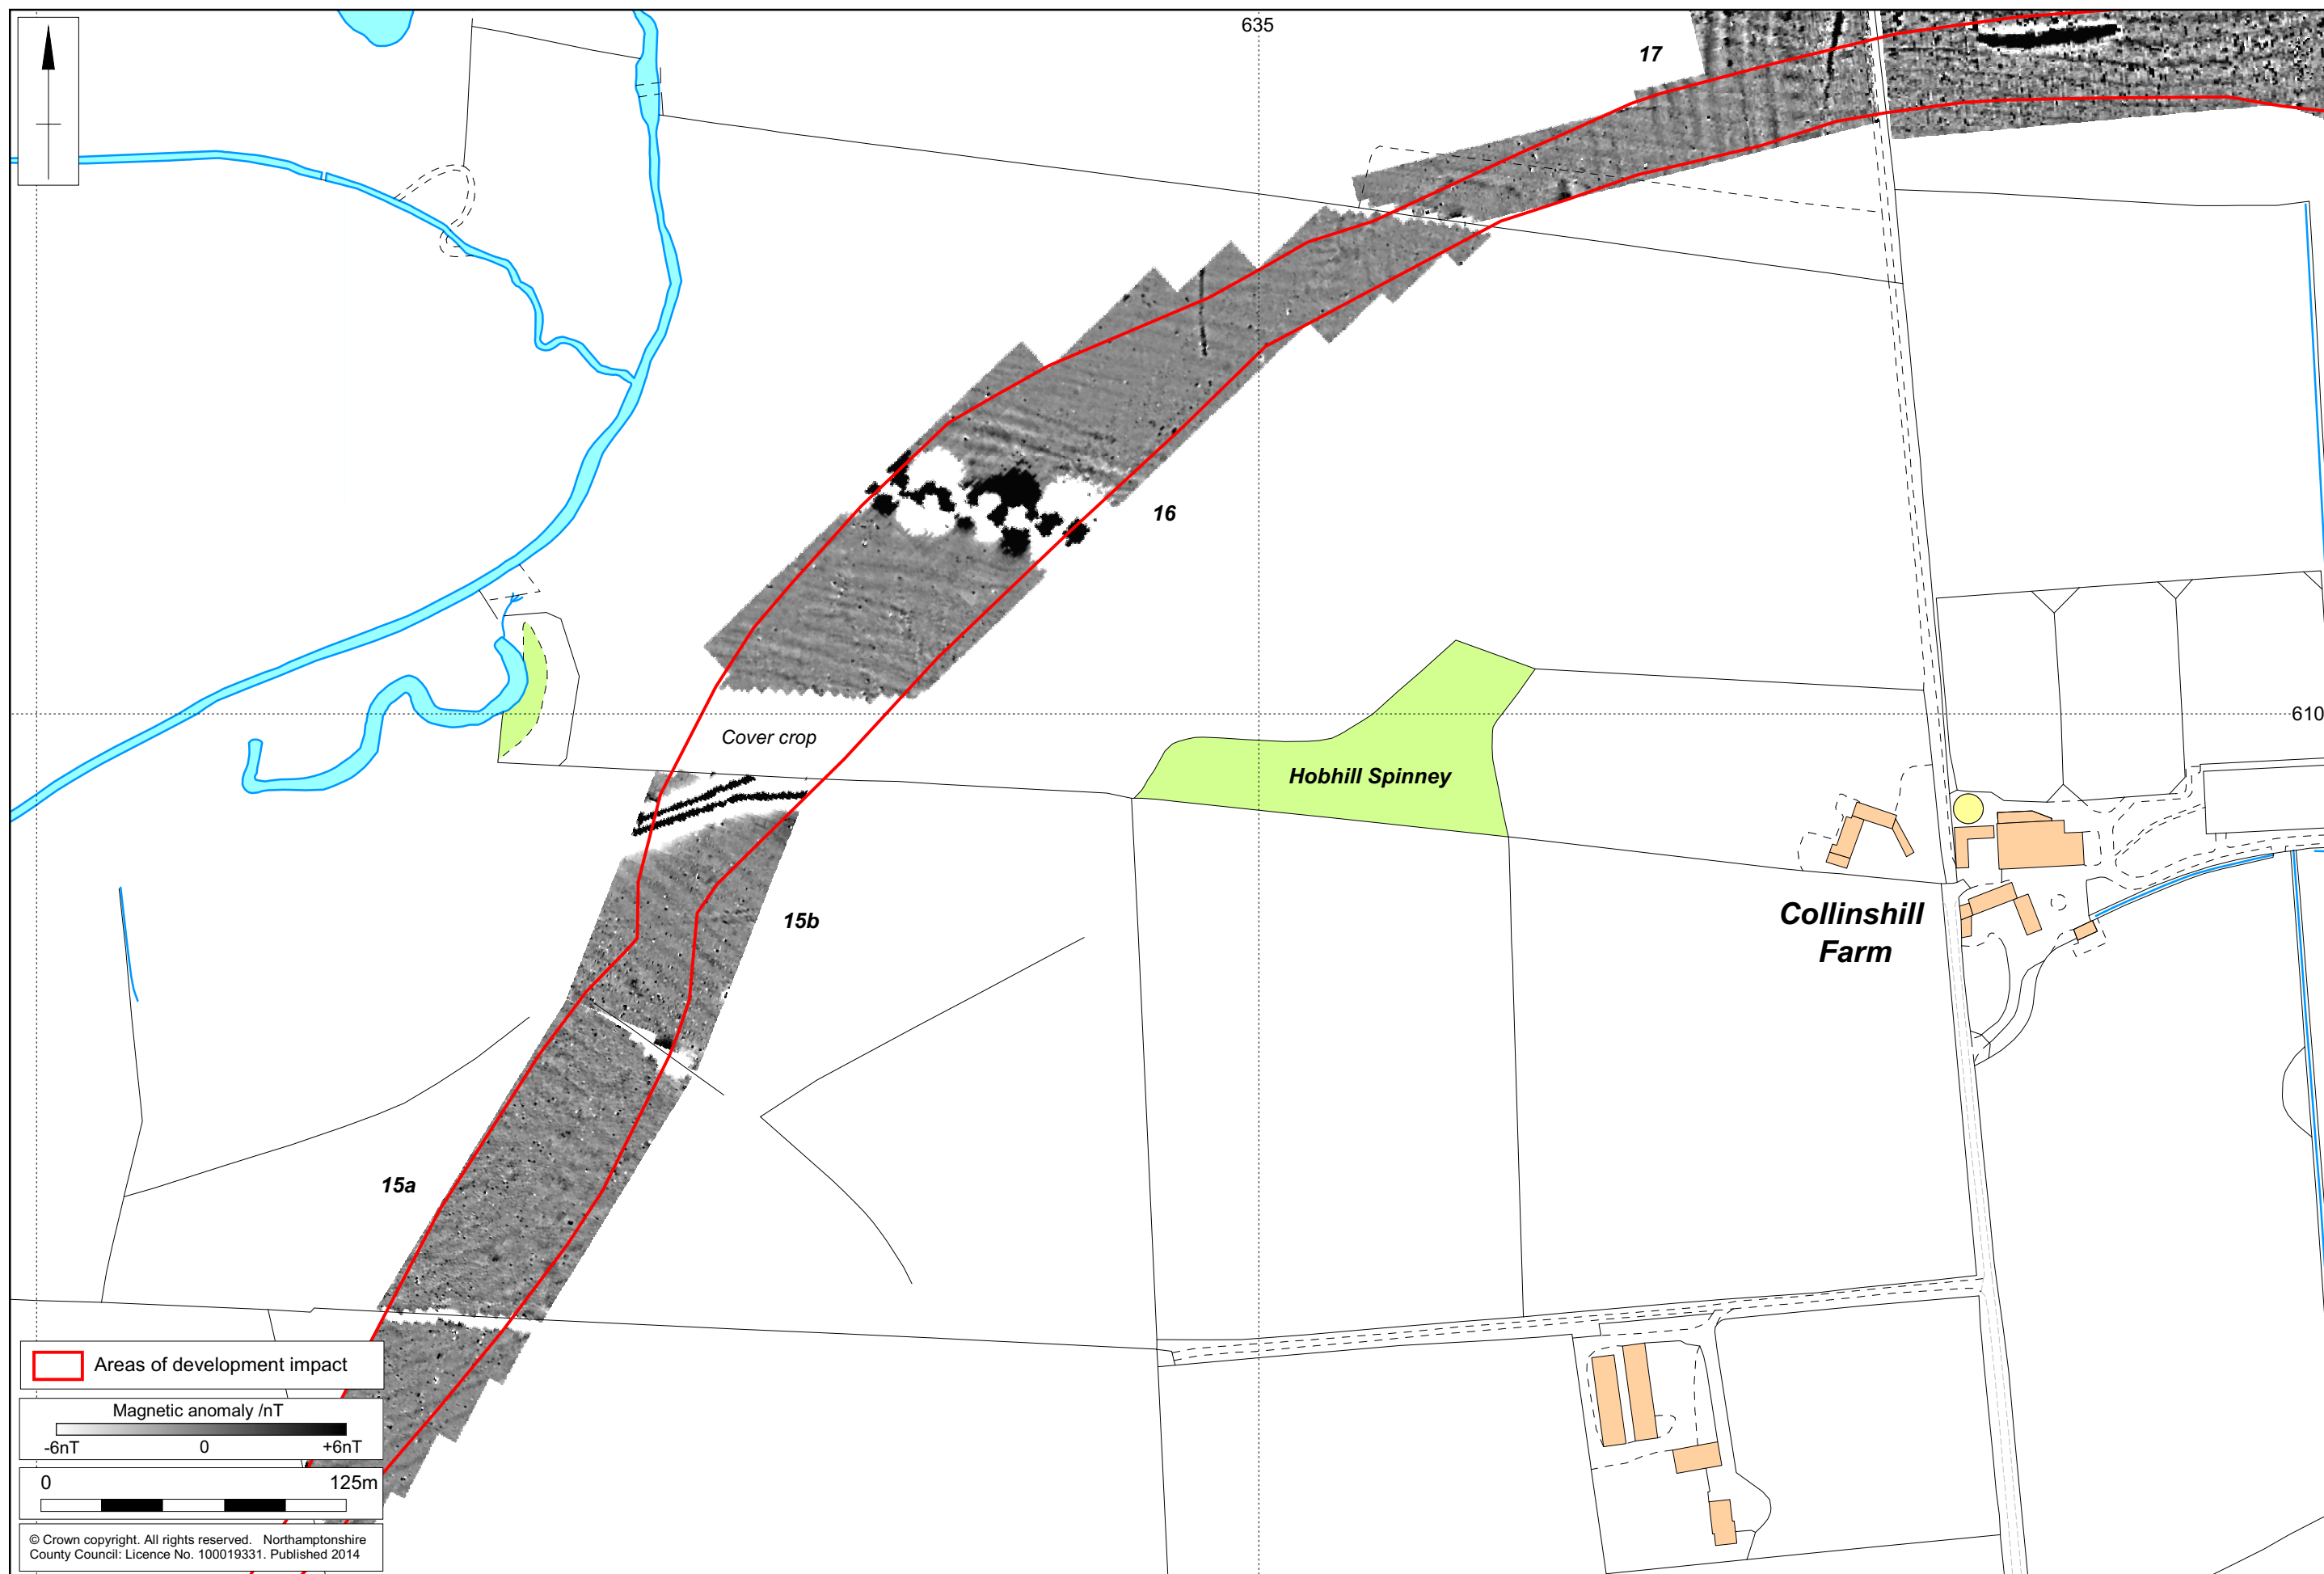 635
17
16
610
Cover crop
Hobhill Spinney
15b
Collinshill
Farm
15a
Areas of development impact
Magnetic anomaly /nT
-6nT 0 +6nT
0 125m
© Crown copyright. All rights reserved. Northamptonshire
County Council: Licence No. 100019331. Published 2014